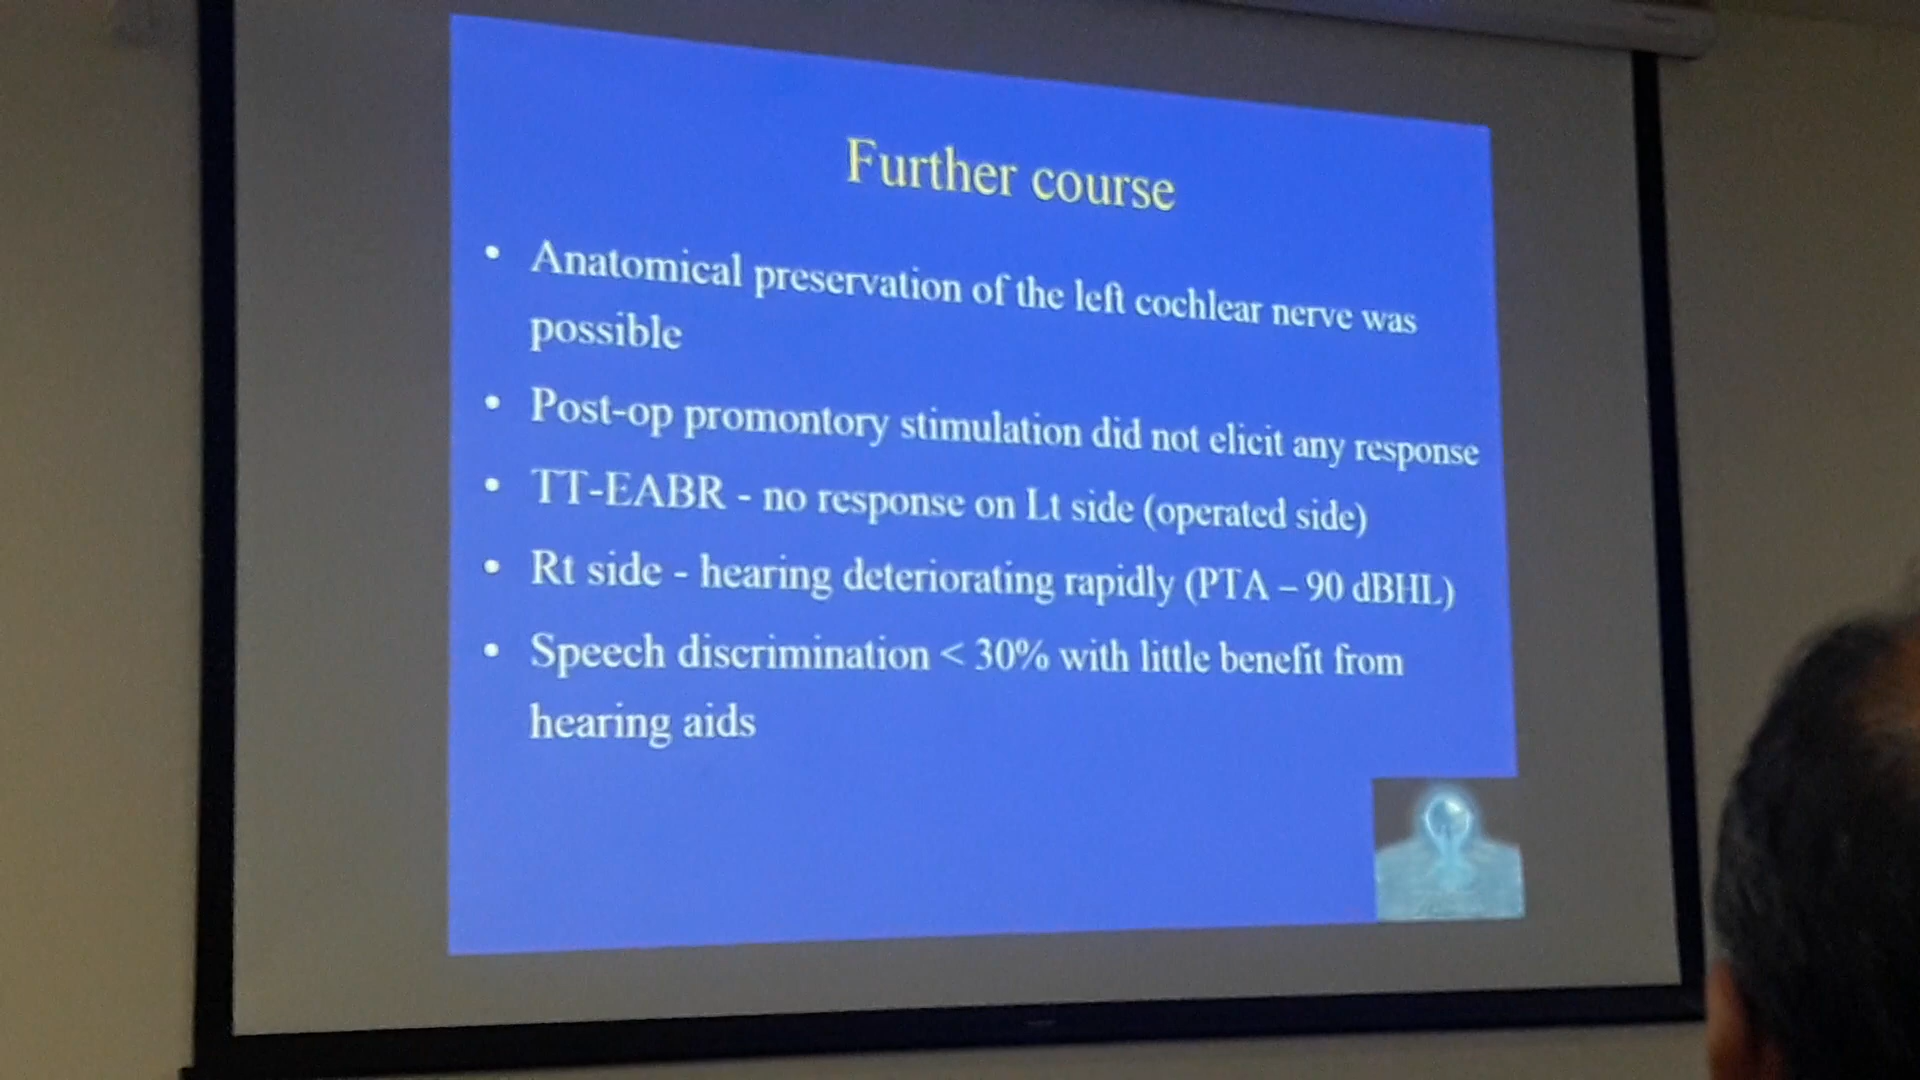 Further course
• Anatomical preservation of the left cochlear nerve was
possible
• Post-op promontory stimulation did not elicit any response
• TT-EABR - no response on Lt side (operated side)
• Rt side - hearing deteriorating rapidly (PTA – 90 dBHL)
• Speech discrimination < 30% with little benefit from
hearing aids